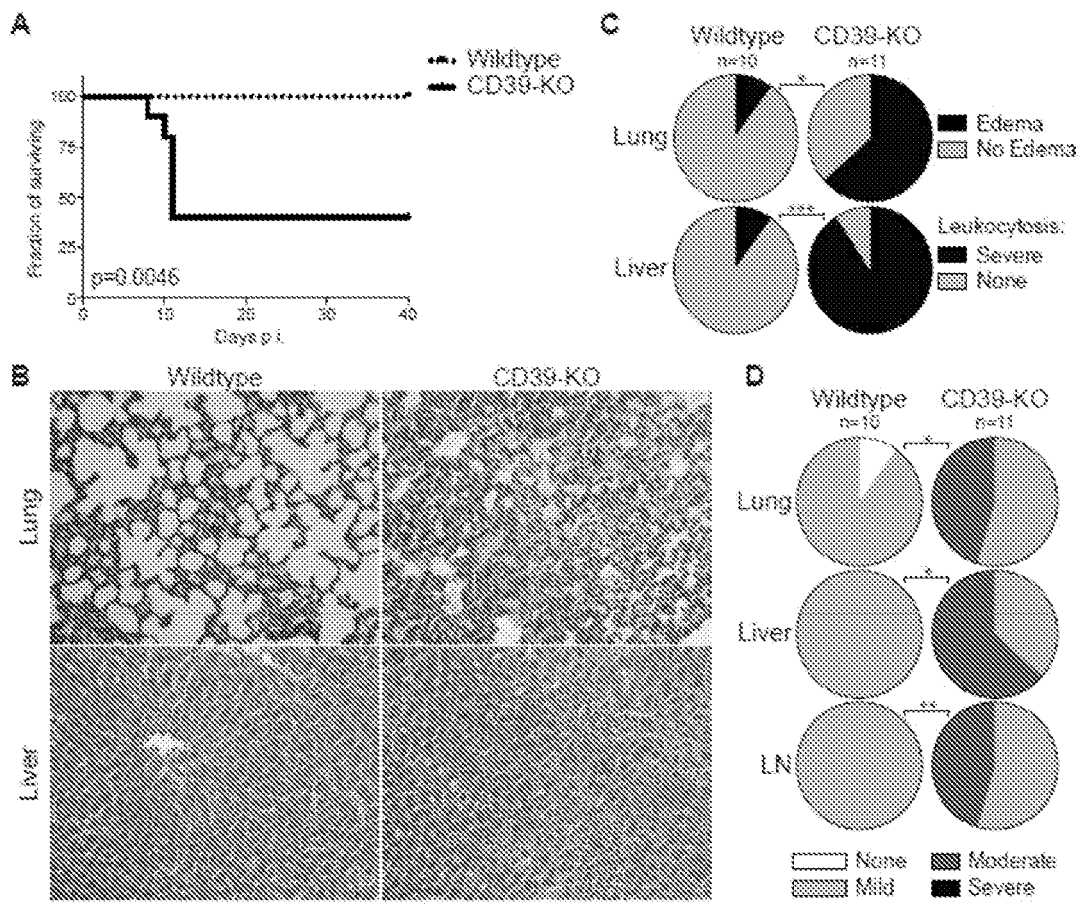 A
Wildtype
CD39-KO
100
75
50
25
0
Fraction of surviving
p=0.0046
0 10 20 30 40
Days p.i.
B
Wildtype CD39-KO
Lung
Liver
C
Wildtype CD39-KO
n=10 n=11
*
Lung
Edema
No Edema
***
Liver
Leukocytosis:
Severe
None
D
Wildtype CD39-KO
n=10 n=11
*
Lung
*
Liver
**
LN
None Moderate
Mild Severe